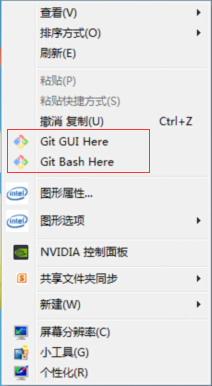 查看(V)
排序方式(O)
刷新(E)
粘贴(P)
粘贴快捷方式(S)
撤消 复制(U) Ctrl+Z
Git GUI Here
Git Bash Here
intel 图形属性...
intel 图形选项
NVIDIA 控制面板
S 共享文件夹同步
新建(W)
屏幕分辨率(C)
小工具(G)
个性化(R)